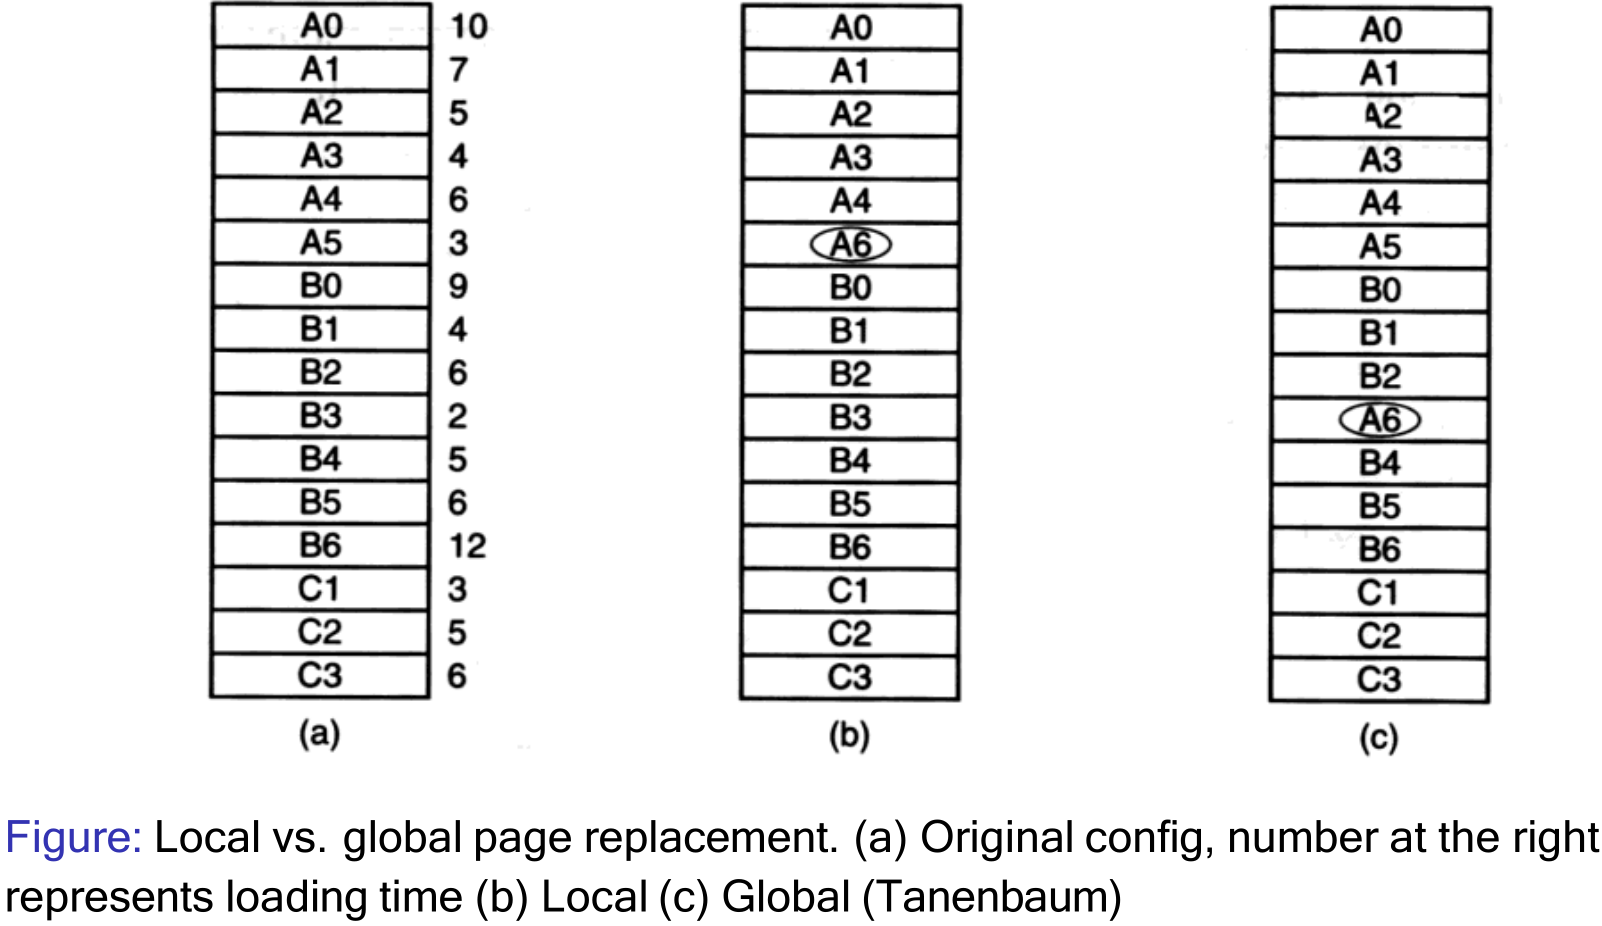 A0 10 A0 A0
A1 7 A1 A1
A2 5 A2 A2
A3 4 A3 A3
A4 6 A4 A4
A5 3 A6 A5
B0 9 B0 B0
B1 4 B1 B1
B2 6 B2 B2
B3 2 B3 A6
B4 5 B4 B4
B5 6 B5 B5
B6 12 B6 B6
C1 3 C1 C1
C2 5 C2 C2
C3 6 C3 C3
(a) (b) (c)
Figure: Local vs. global page replacement. (a) Original config, number at the right
represents loading time (b) Local (c) Global (Tanenbaum)